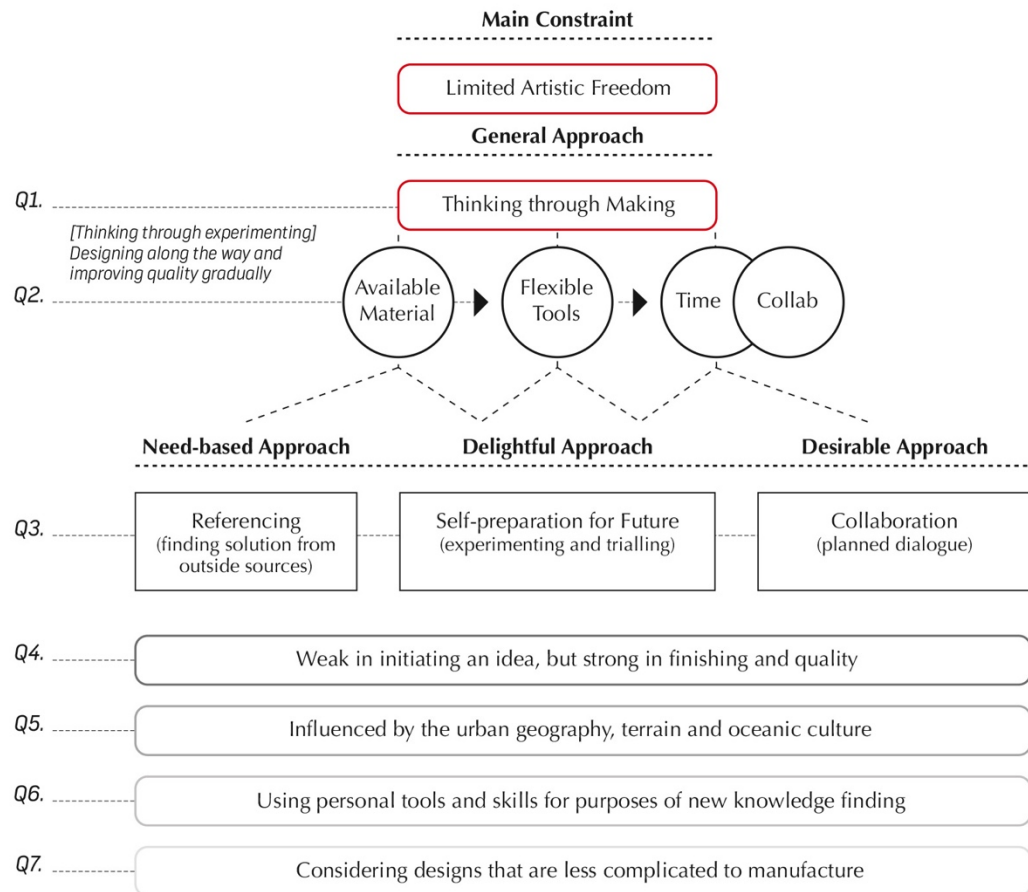 Main Constraint
Limited Artistic Freedom
General Approach
Q1.
Thinking through Making
[Thinking through experimenting]
Designing along the way and
improving quality gradually
Q2.
Available
Material
Flexible
Tools
Time
Collab
Need-based Approach
Delightful Approach
Desirable Approach
Q3.
Referencing
(finding solution from
outside sources)
Self-preparation for Future
(experimenting and trialling)
Collaboration
(planned dialogue)
Q4.
Weak in initiating an idea, but strong in finishing and quality
Q5.
Influenced by the urban geography, terrain and oceanic culture
Q6.
Using personal tools and skills for purposes of new knowledge finding
Q7.
Considering designs that are less complicated to manufacture